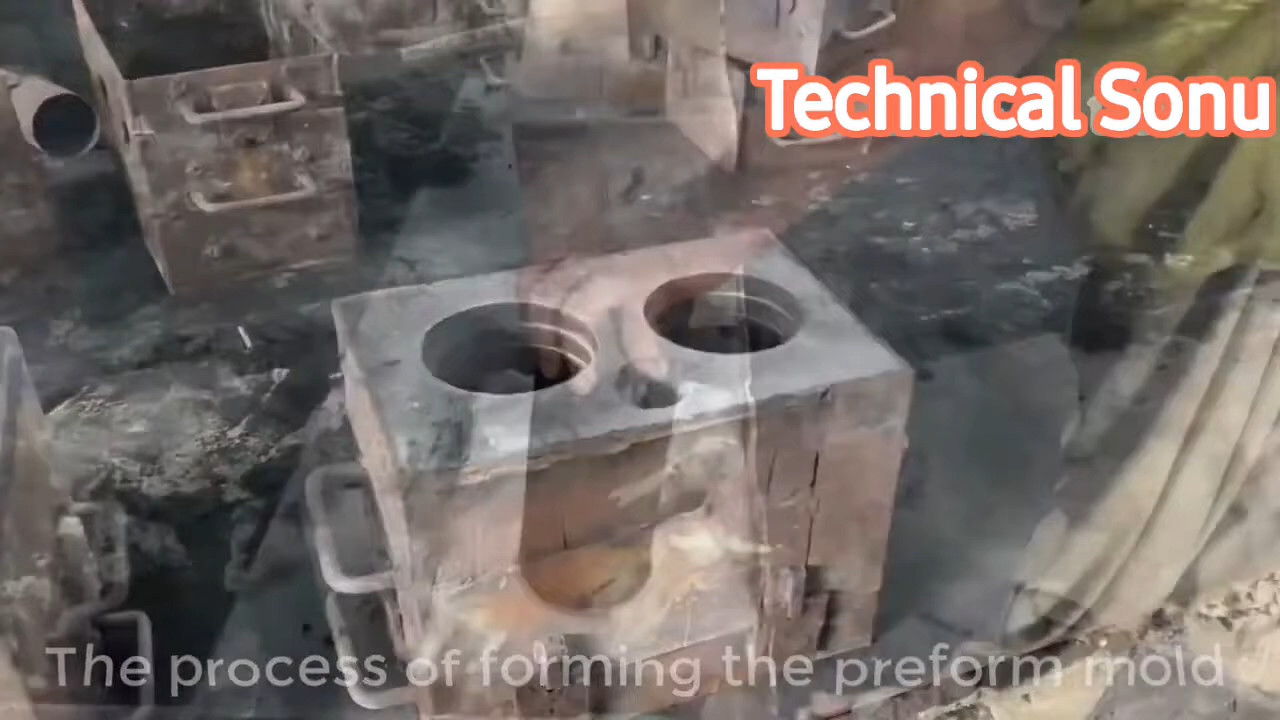 Technical Sonu
The process of forming the preform mold